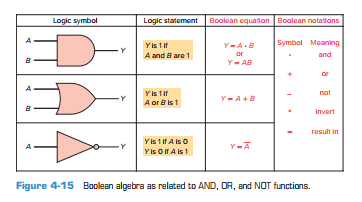 Logic symbol Logic statement Boolean equation Boolean notations
A
B
Y
Y is 1 if
A and B are 1
Y = A • B
or
Y = AB
Symbol Meaning
• and
+ or
– not
° invert
= result in
A
B
Y
Y is 1 if
A or B is 1
Y = A + B
A
Y
Y is 1 if A is 0
Y is 0 if A is 1
Y = A̅
Figure 4-15 Boolean algebra as related to AND, OR, and NOT functions.